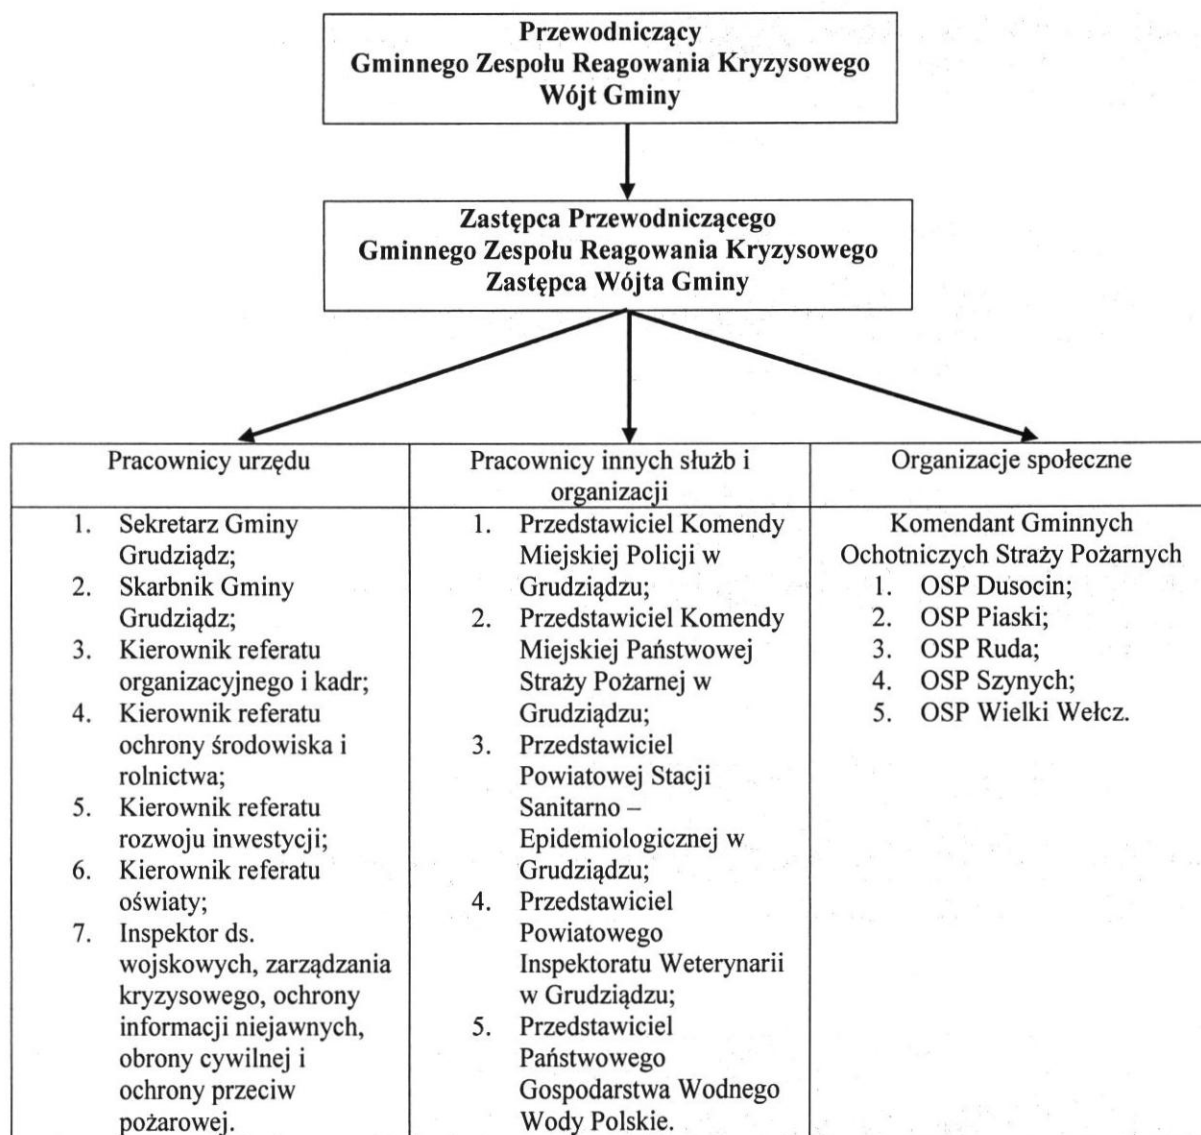 Przewodniczący
Gminnego Zespołu Reagowania Kryzysowego
Wójt Gminy
Zastępca Przewodniczącego
Gminnego Zespołu Reagowania Kryzysowego
Zastępca Wójta Gminy
Pracownicy urzędu
1. Sekretarz Gminy
Grudziądz;
2. Skarbnik Gminy
Grudziądz;
3. Kierownik referatu
organizacyjnego i kadr;
4. Kierownik referatu
ochrony środowiska i
rolnictwa;
5. Kierownik referatu
rozwoju inwestycji;
6. Kierownik referatu
oświaty;
7. Inspektor ds.
wojskowych, zarządzania
kryzysowego, ochrony
informacji niejawnych,
obrony cywilnej i
ochrony przeciw
pożarowej.
Pracownicy innych służb i
organizacji
1. Przedstawiciel Komendy
Miejskiej Policji w
Grudziądzu;
2. Przedstawiciel Komendy
Miejskiej Państwowej
Straży Pożarnej w
Grudziądzu;
3. Przedstawiciel
Powiatowej Stacji
Sanitarno –
Epidemiologicznej w
Grudziądzu;
4. Przedstawiciel
Powiatowego
Inspektoratu Weterynarii
w Grudziądzu;
5. Przedstawiciel
Państwowego
Gospodarstwa Wodnego
Wody Polskie.
Organizacje społeczne
Komendant Gminnych
Ochotniczych Straży Pożarnych
1. OSP Dusocin;
2. OSP Piaski;
3. OSP Ruda;
4. OSP Szynych;
5. OSP Wielki Wełcz.